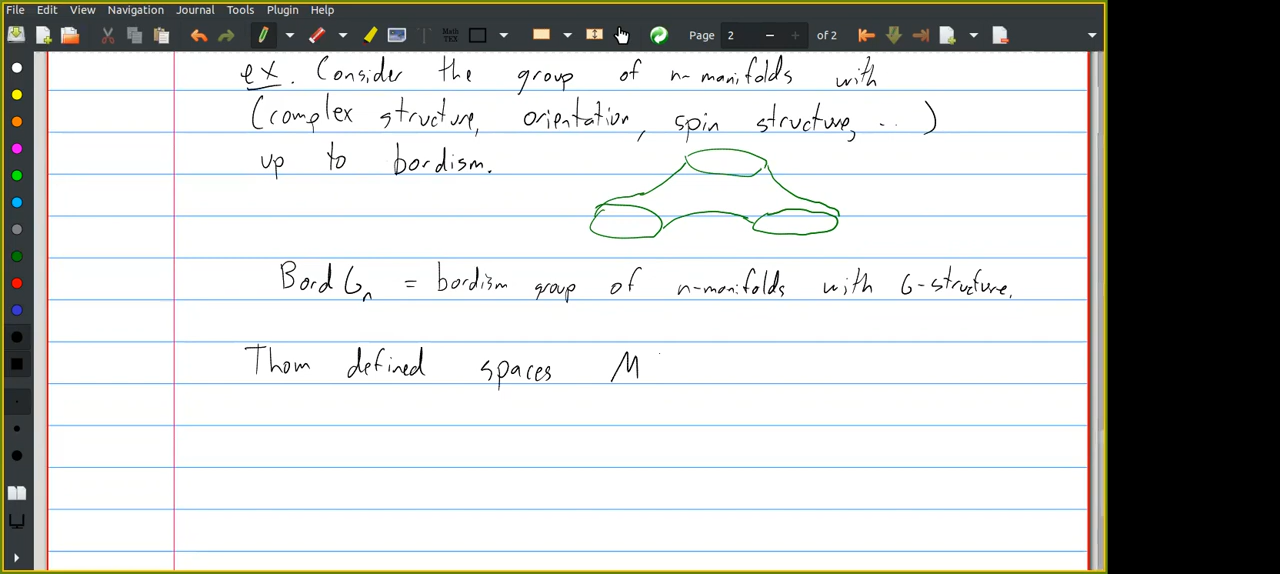 File Edit View Navigation Journal Tools Plugin Help
Math TEX T Page 2 of 2
ex. Consider the group of n-manifolds with
(complex structure, orientation, spin structure, ...)
up to bordism.
Bord G_n = bordism group of n-manifolds with G-structure.
Thom defined spaces M